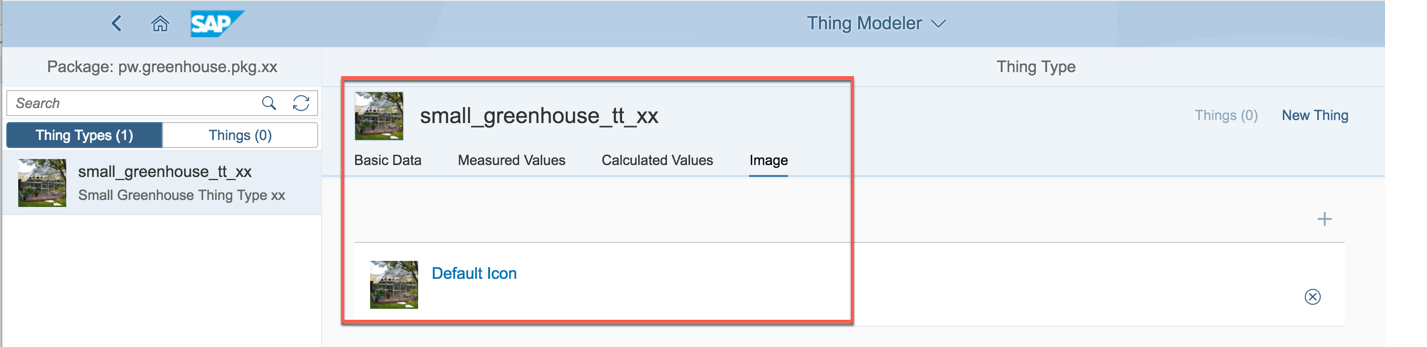 SAP
Thing Modeler
Package: pw.greenhouse.pkg.xx
Thing Type
Search
Thing Types (1)
Things (0)
small_greenhouse_tt_xx
Small Greenhouse Thing Type xx
small_greenhouse_tt_xx
Things (0)
New Thing
Basic Data
Measured Values
Calculated Values
Image
Default Icon